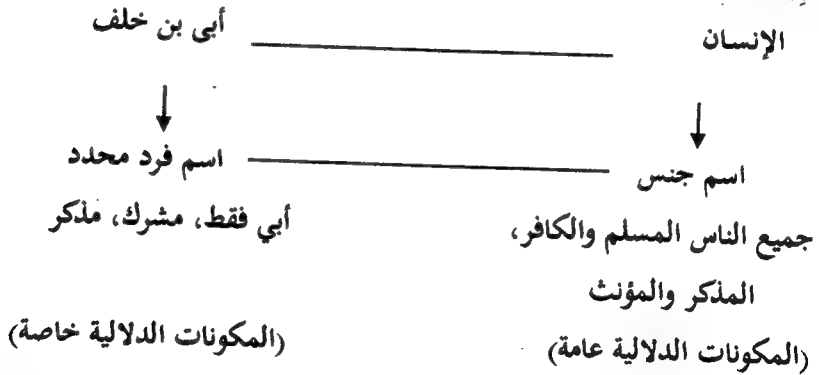 الإنسان
أبى بن خلف
اسم جنس
اسم فرد محدد
جميع الناس المسلم والكافر،
أبي فقط، مشرك، مذكر
المذكر والمؤنث
(المكونات الدلالية عامة)
(المكونات الدلالية خاصة)